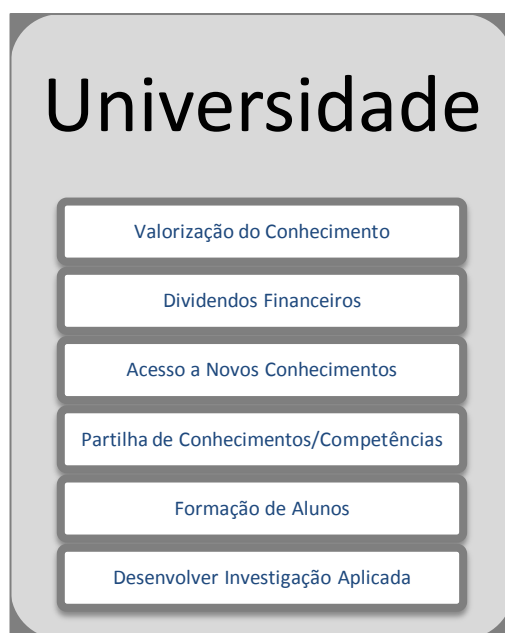 Universidade
Valorização do Conhecimento
Dividendos Financeiros
Acesso a Novos Conhecimentos
Partilha de Conhecimentos/Competências
Formação de Alunos
Desenvolver Investigação Aplicada